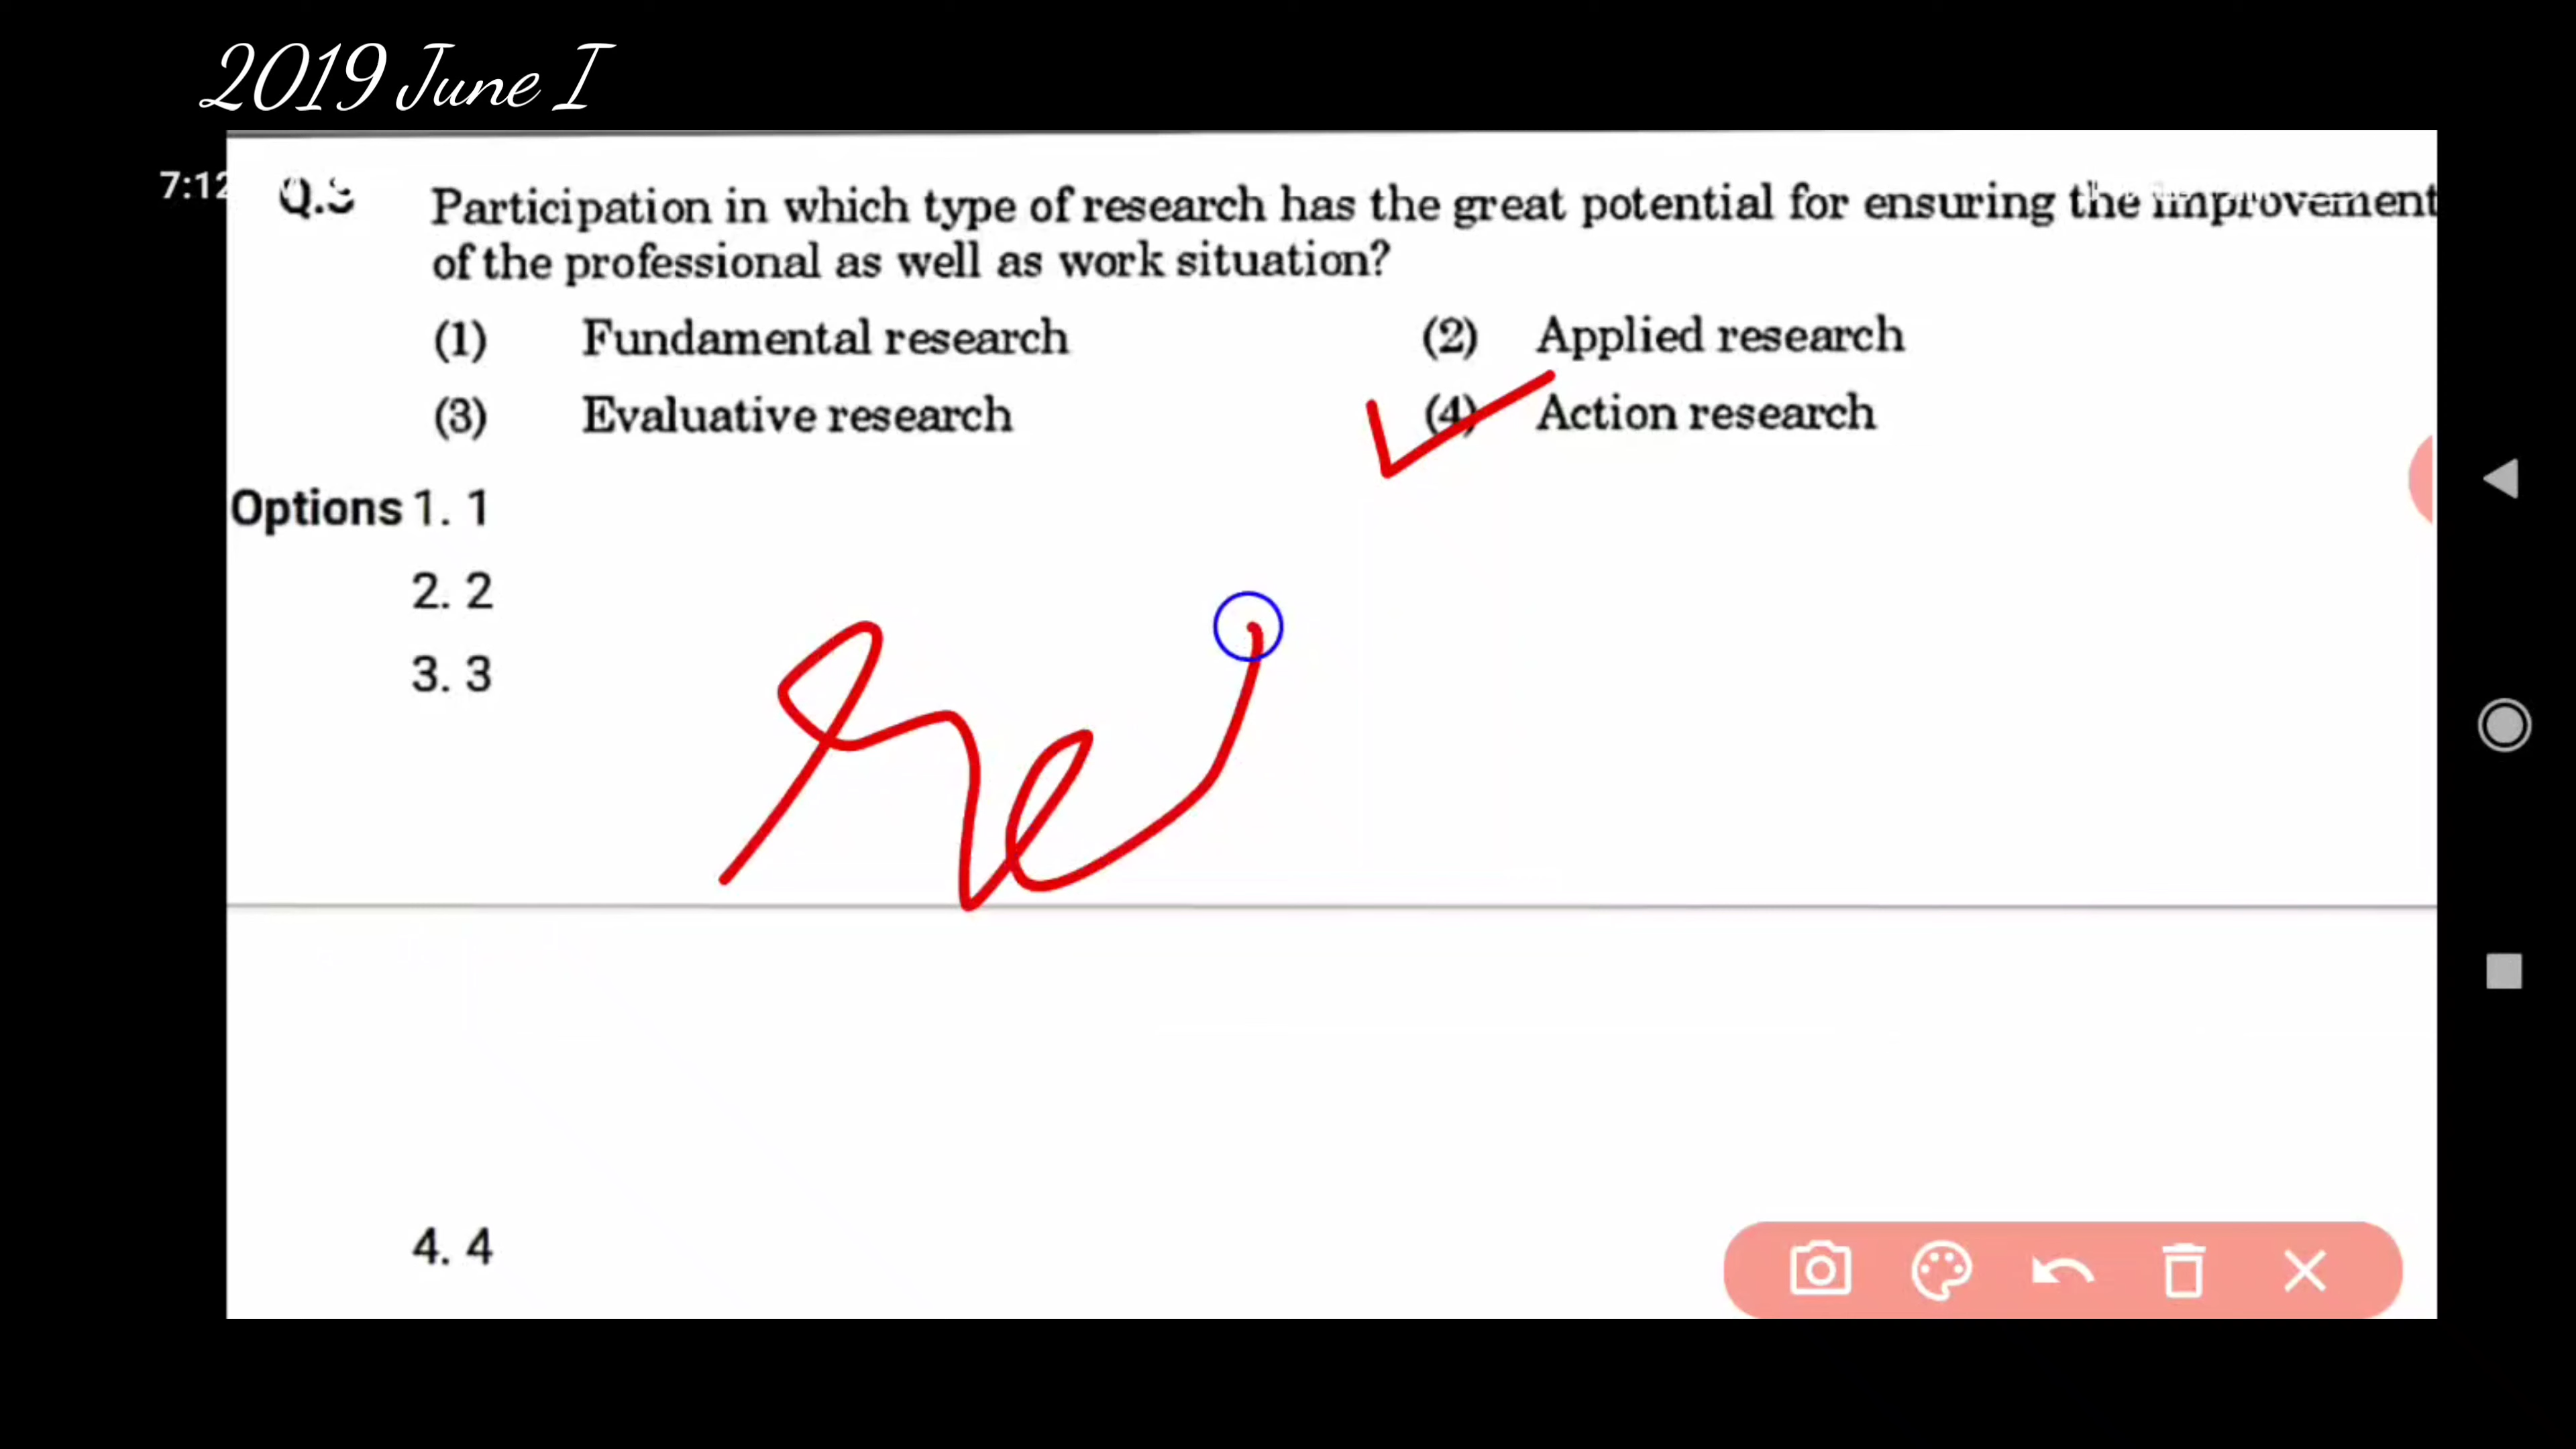 2019 June I
7:12
Q.3 Participation in which type of research has the great potential for ensuring the improvement
of the professional as well as work situation?
(1) Fundamental research (2) Applied research
(3) Evaluative research (4) Action research
Options 1. 1
2. 2
3. 3
4. 4